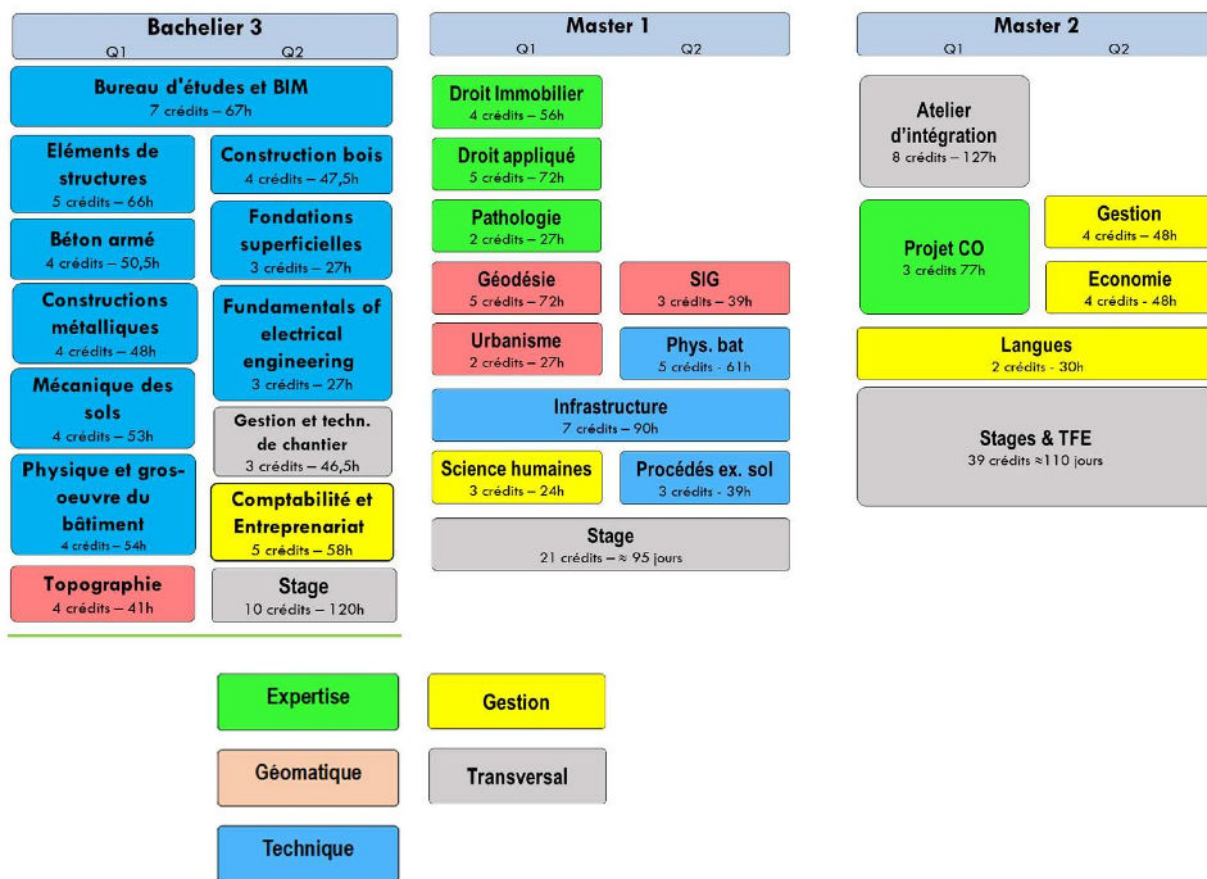 Bachelier 3
Q1 Q2
Bureau d'études et BIM
7 crédits – 67h
Eléments de
structures
5 crédits – 66h
Béton armé
4 crédits – 50,5h
Constructions
métalliques
4 crédits – 48h
Mécanique des
sols
4 crédits – 53h
Physique et gros-
oeuvre du
bâtiment
4 crédits – 54h
Topographie
4 crédits – 41h
Construction bois
4 crédits – 47,5h
Fondations
superficielles
3 crédits – 27h
Fundamentals of
electrical
engineering
3 crédits – 27h
Gestion et techn.
de chantier
3 crédits – 46,5h
Comptabilité et
Entreprenariat
5 crédits – 58h
Stage
10 crédits – 120h
Master 1
Q1 Q2
Droit Immobilier
4 crédits – 56h
Droit appliqué
5 crédits – 72h
Pathologie
2 crédits – 27h
Géodésie
5 crédits – 72h
Urbanisme
2 crédits – 27h
SIG
3 crédits – 39h
Phys. bat
5 crédits - 61h
Infrastructure
7 crédits – 90h
Science humaines
3 crédits – 24h
Procédés ex. sol
3 crédits - 39h
Stage
21 crédits – ≈ 95 jours
Master 2
Q1 Q2
Atelier
d'intégration
8 crédits – 127h
Projet CO
3 crédits 77h
Gestion
4 crédits – 48h
Economie
4 crédits - 48h
Langues
2 crédits - 30h
Stages & TFE
39 crédits ≈110 jours
Expertise
Gestion
Géomatique
Transversal
Technique